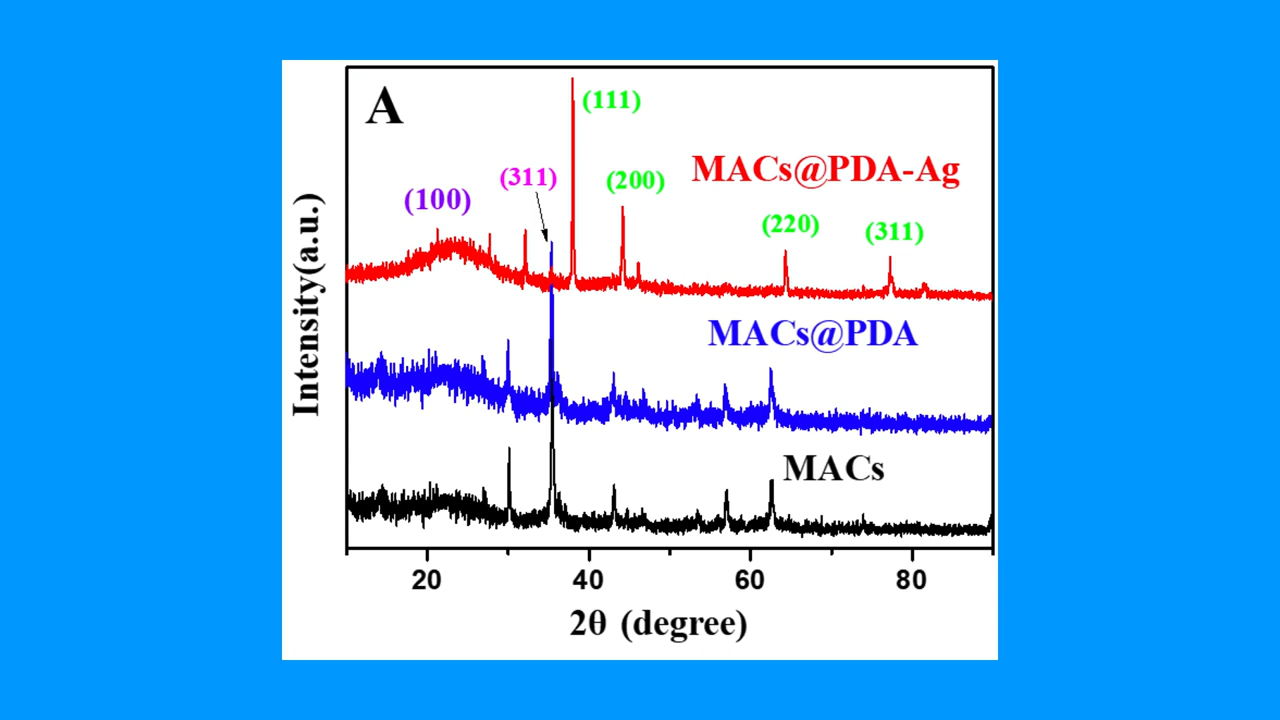 A
(111)
MACs@PDA-Ag
(311)
(200)
(100)
(220)
(311)
MACs@PDA
MACs
Intensity(a.u.)
20
40
60
80
2θ (degree)